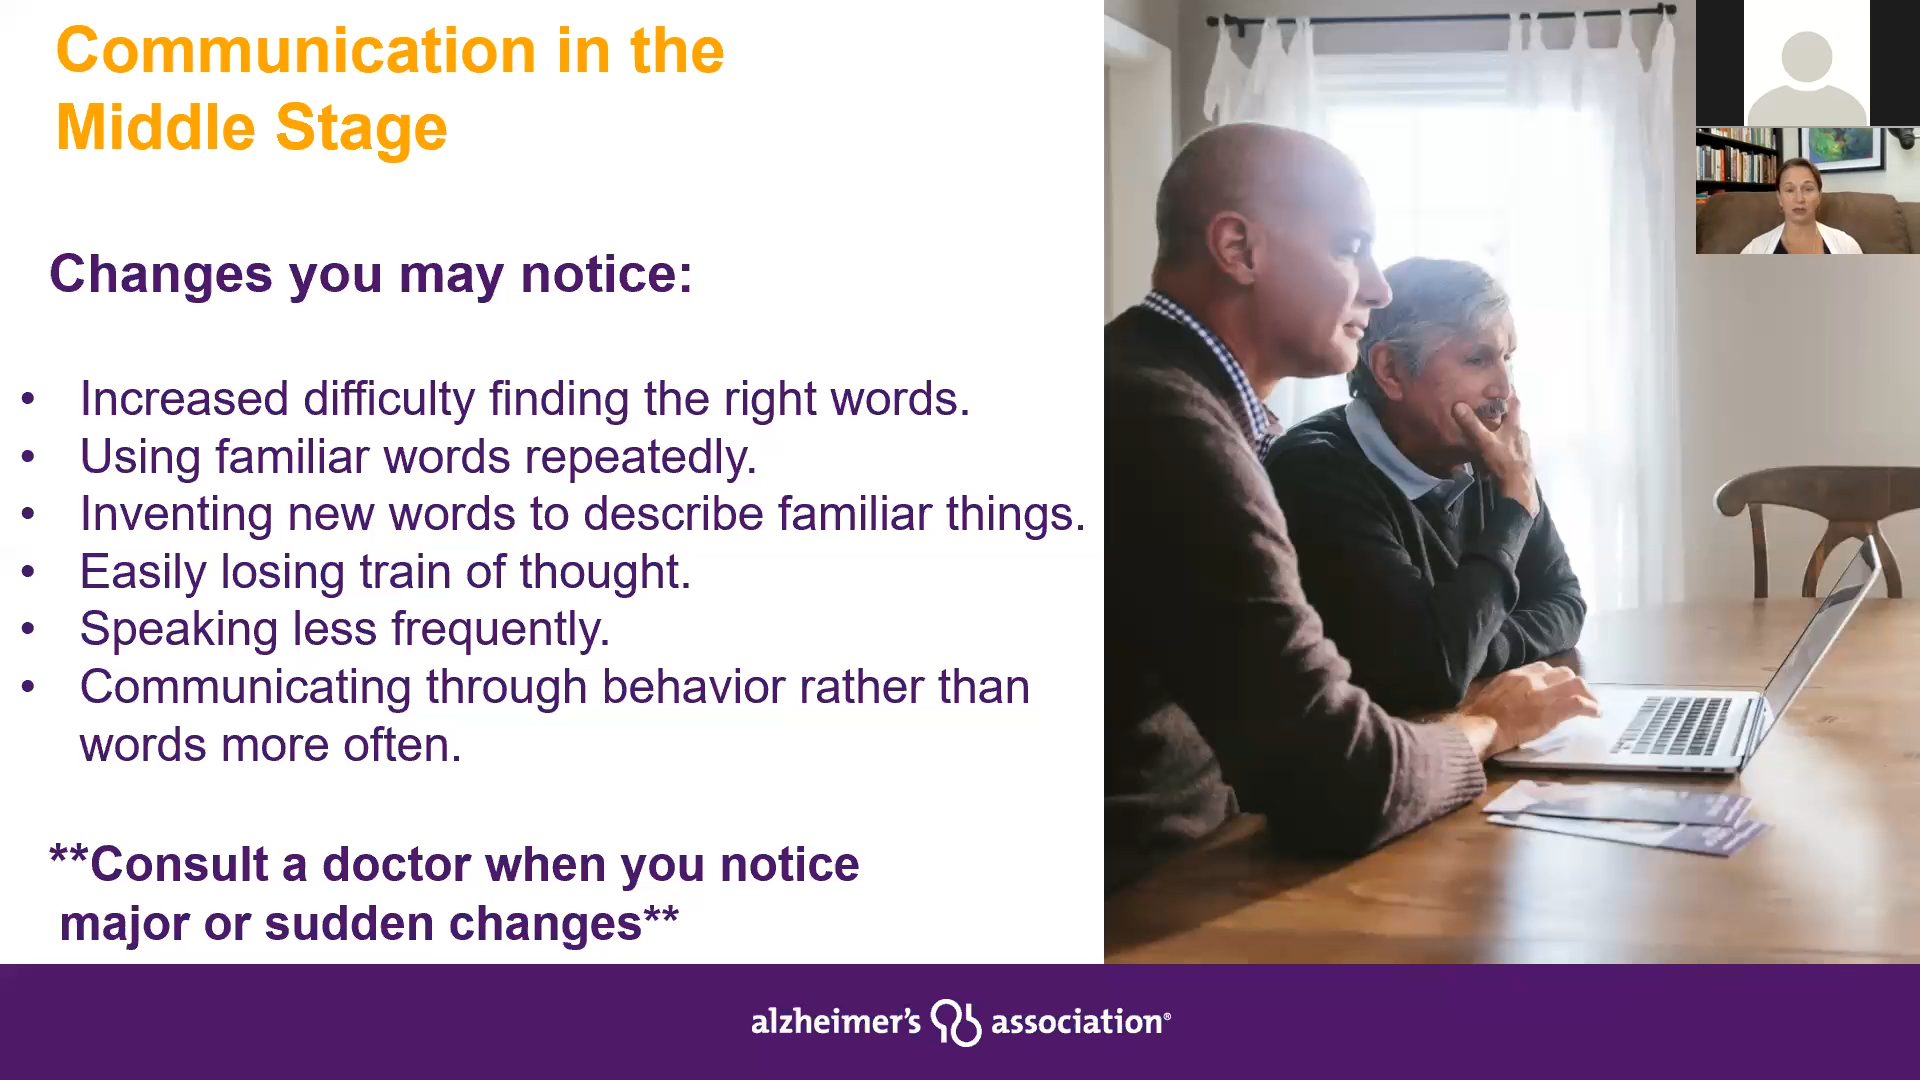 Communication in the
Middle Stage
Changes you may notice:
• Increased difficulty finding the right words.
• Using familiar words repeatedly.
• Inventing new words to describe familiar things.
• Easily losing train of thought.
• Speaking less frequently.
• Communicating through behavior rather than
words more often.
**Consult a doctor when you notice
major or sudden changes**
alzheimer's association®